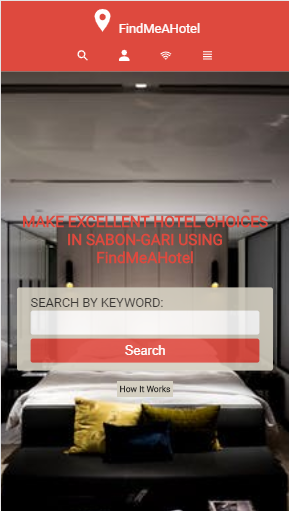 FindMeAHotel
MAKE EXCELLENT HOTEL CHOICES
IN SABON-GARI USING
FindMeAHotel
SEARCH BY KEYWORD:
Search
How It Works